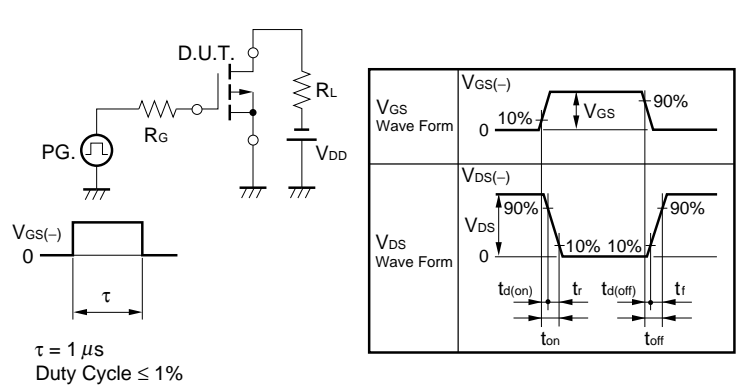 D.U.T.
RL
RG
PG.
VDD
VGS(−)
0
τ
τ = 1 μs
Duty Cycle ≤ 1%
VGS
Wave Form
VGS(−)
10%
VGS
90%
0
VDS
Wave Form
VDS(−)
90%
VDS
90%
10% 10%
0
td(on) tr td(off) tf
ton toff